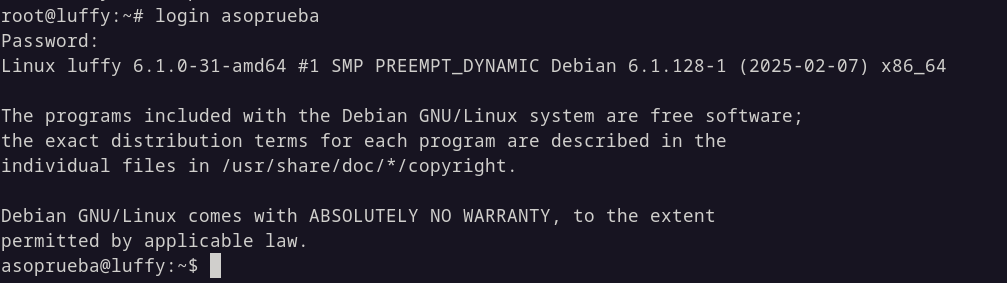 root@luffy:~# login asoprueba
Password:
Linux luffy 6.1.0-31-amd64 #1 SMP PREEMPT_DYNAMIC Debian 6.1.128-1 (2025-02-07) x86_64

The programs included with the Debian GNU/Linux system are free software;
the exact distribution terms for each program are described in the
individual files in /usr/share/doc/*/copyright.

Debian GNU/Linux comes with ABSOLUTELY NO WARRANTY, to the extent
permitted by applicable law.
asoprueba@luffy:~$